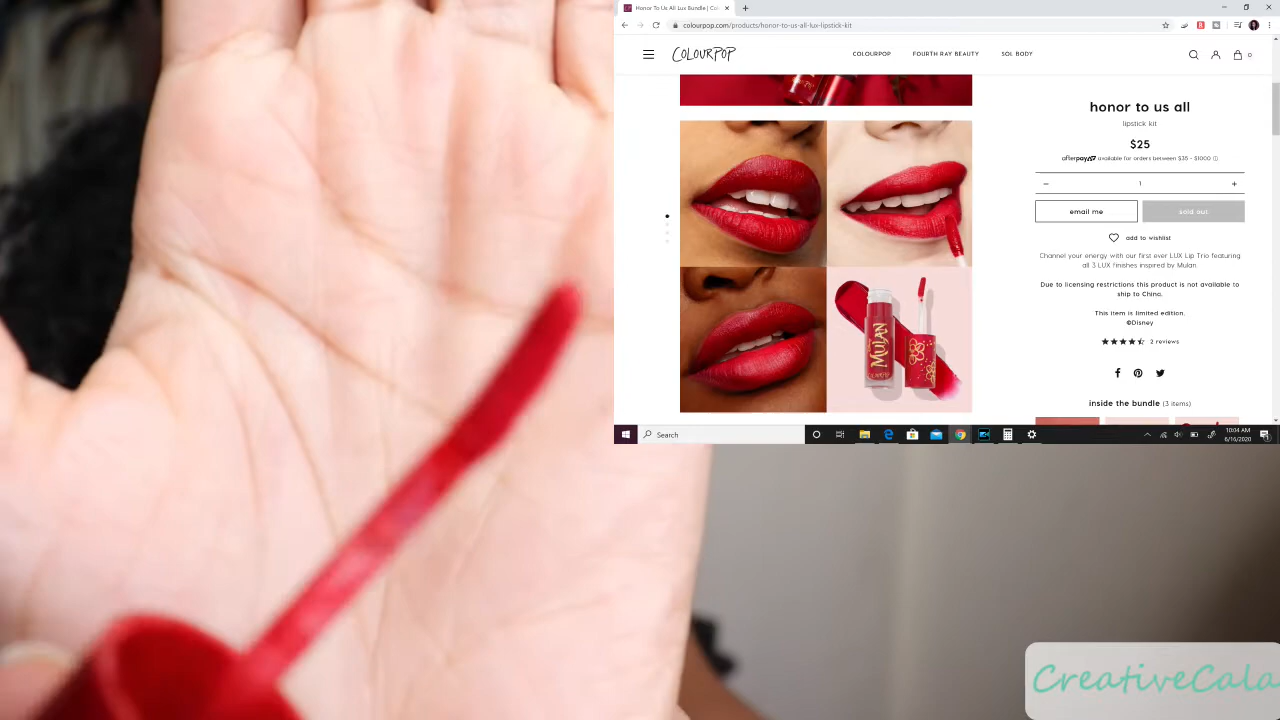 Honor To Us All Lux Bundle | Col
colourpop.com/products/honor-to-us-all-lux-lipstick-kit
COLOURPOP
COLOURPOP
FOURTH RAY BEAUTY
SOL BODY
0
honor to us all
lipstick kit
$25
afterpay available for orders between $35 - $1000
− 1 +
email me
sold out
add to wishlist
Channel your energy with our first ever LUX Lip Trio featuring
all 3 LUX finishes inspired by Mulan.
Due to licensing restrictions this product is not available to
ship to China.
This item is limited edition.
©Disney
2 reviews
inside the bundle (3 items)
MULAN
Search
10:04 AM
6/16/2020
CreativeCala